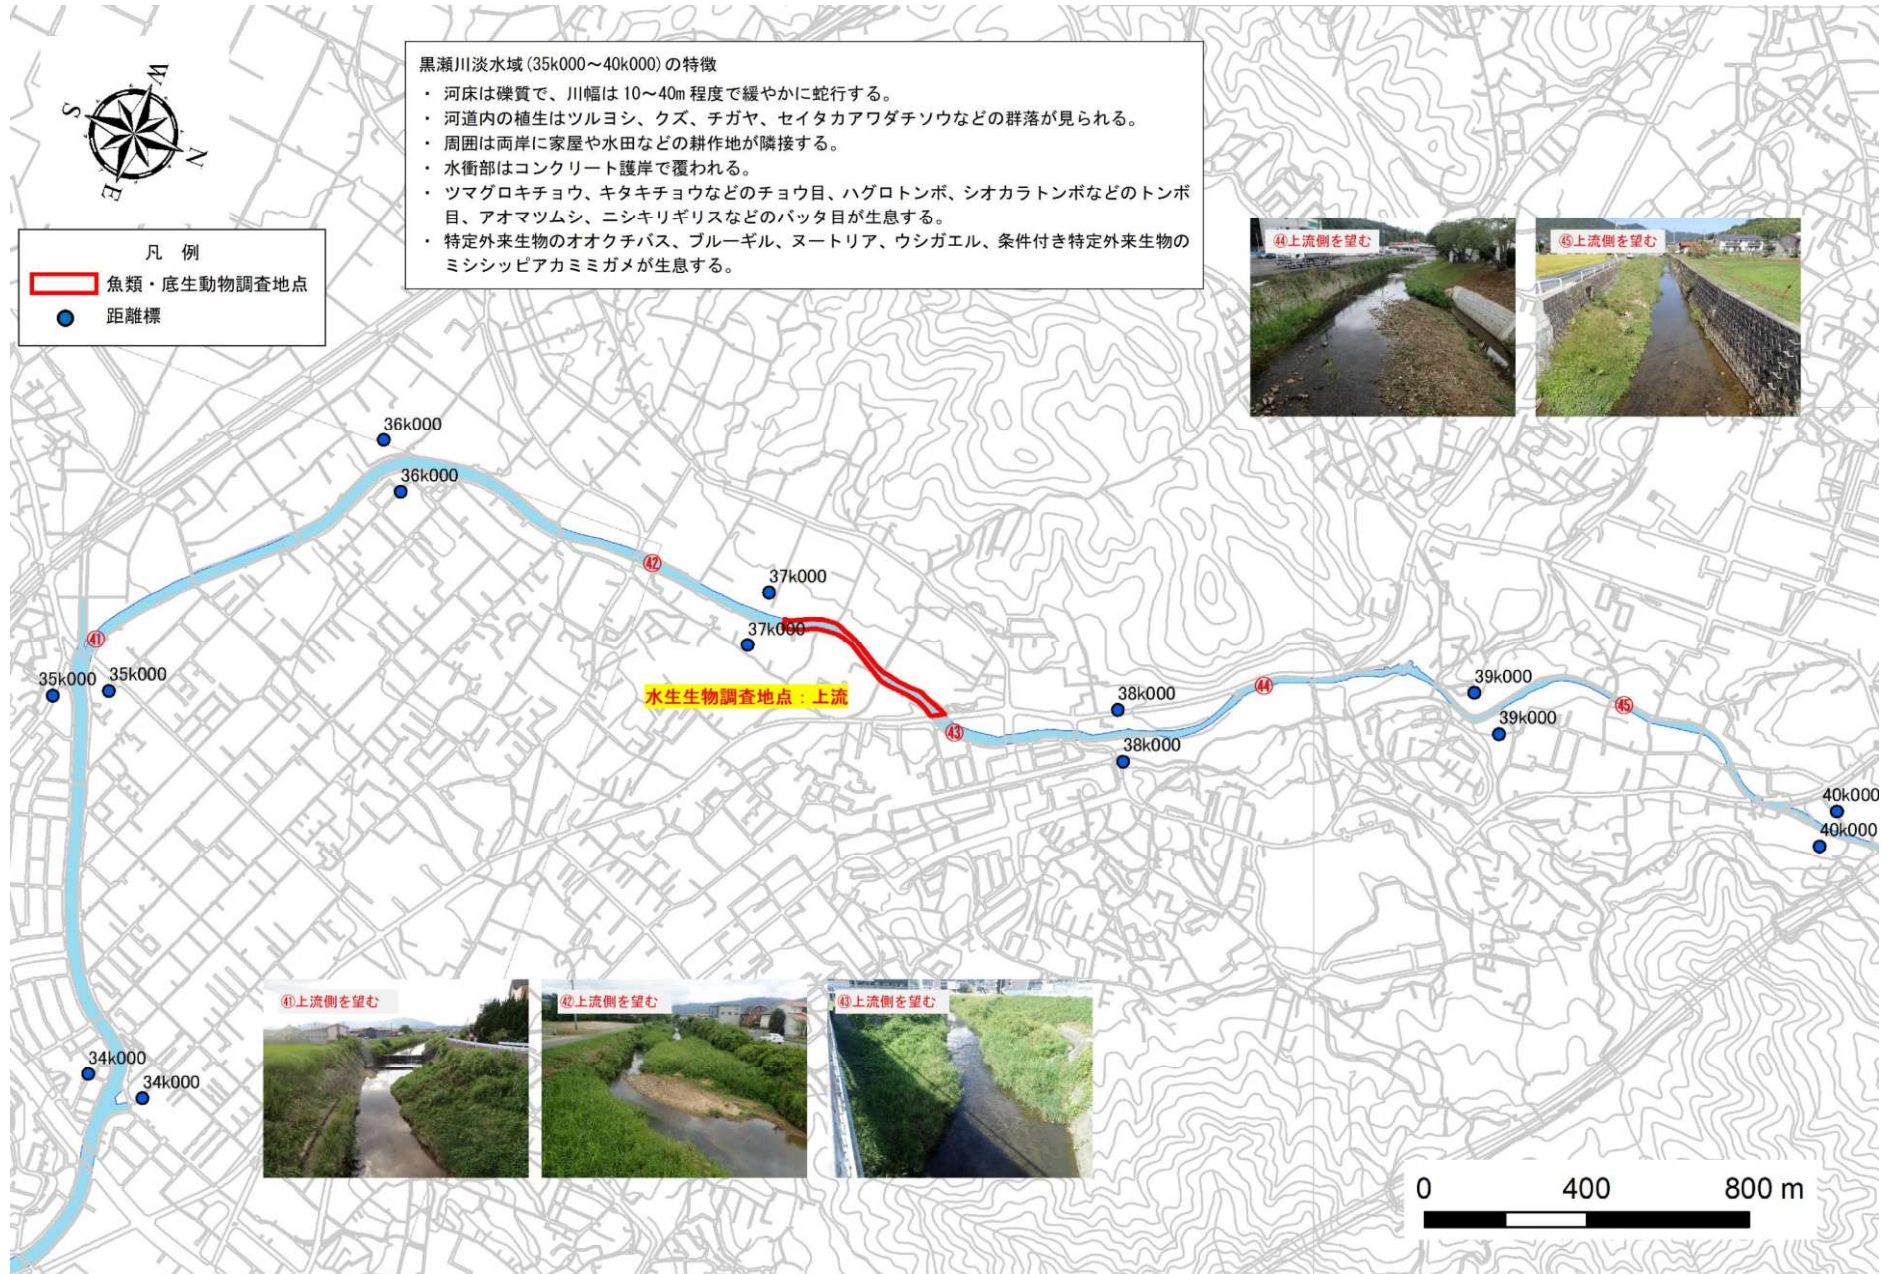 W
S
N
E
黒瀬川淡水域(35k000～40k000)の特徴
・ 河床は礫質で、川幅は10～40m程度で緩やかに蛇行する。
・ 河道内の植生はツルヨシ、クズ、チガヤ、セイタカアワダチソウなどの群落が見られる。
・ 周囲は両岸に家屋や水田などの耕作地が隣接する。
・ 水衝部はコンクリート護岸で覆われる。
・ ツマグロキチョウ、キタキチョウなどのチョウ目、ハグロトンボ、シオカラトンボなどのトンボ
目、アオマツムシ、ニシキリギリスなどのバッタ目が生息する。
・ 特定外来生物のオオクチバス、ブルーギル、ヌートリア、ウシガエル、条件付き特定外来生物の
ミシシッピアカミミガメが生息する。
凡 例
魚類・底生動物調査地点
距離標
㊹上流側を望む
㊺上流側を望む
36k000
36k000
㊷
37k000
37k000
㊶
35k000
35k000
水生生物調査地点：上流
㊸
38k000
38k000
㊹
39k000
39k000
㊺
40k000
40k000
34k000
34k000
㊶上流側を望む
㊷上流側を望む
㊸上流側を望む
0 400 800 m